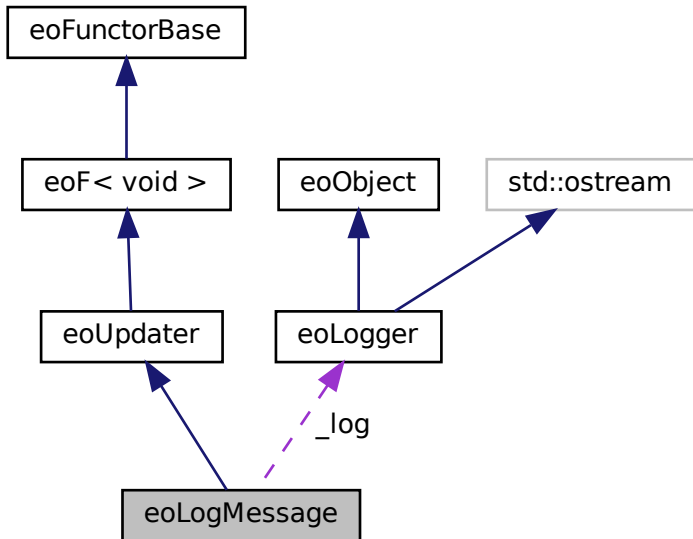 eoFunctorBase
eoF< void >
eoObject
std::ostream
eoUpdater
eoLogger
_log
eoLogMessage